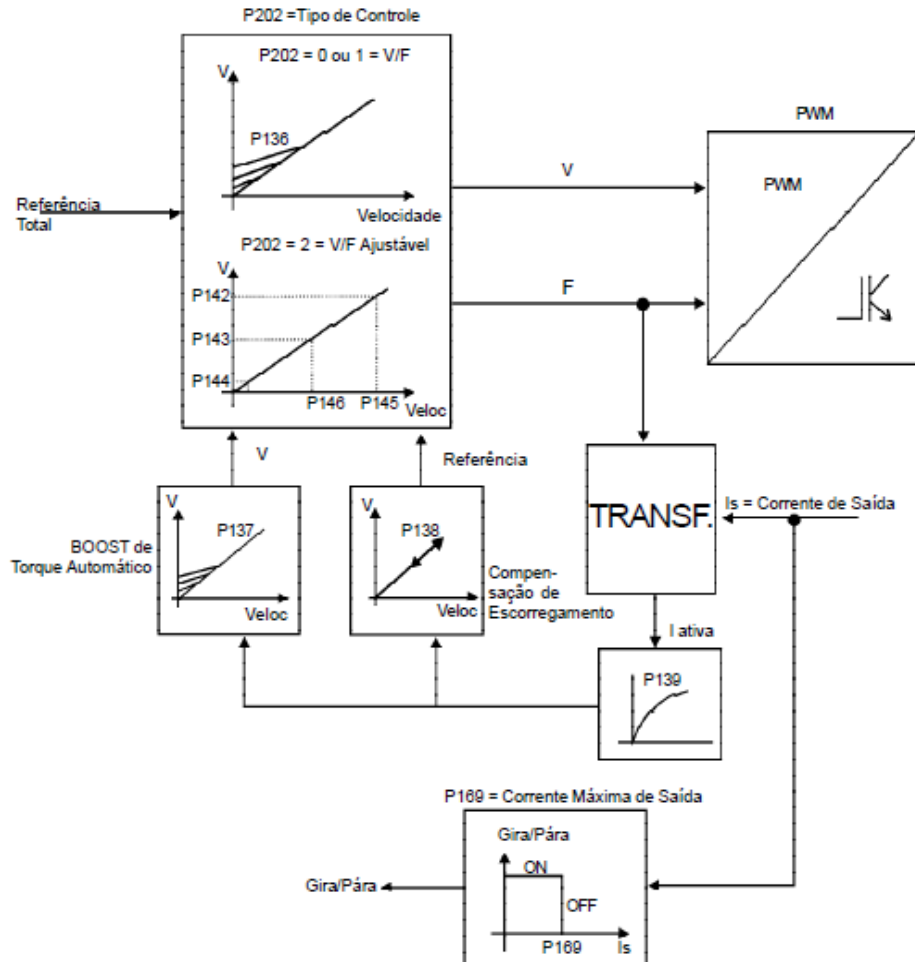 P202 =Tipo de Controle
P202 = 0 ou 1 = V/F
V
P136
Velocidade
Referência
Total
P202 = 2 = V/F Ajustável
V
P142
P143
P144
P146
P145
Veloc
V
F
PWM
PWM
V
Referência
BOOST de
Torque Automático
V
P137
Veloc
V
P138
Veloc
Compen-
sação de
Escorregamento
TRANSF.
Is = Corrente de Saída
I ativa
P139
P169 = Corrente Máxima de Saída
Gira/Pára
ON
OFF
P169
Is
Gira/Pára